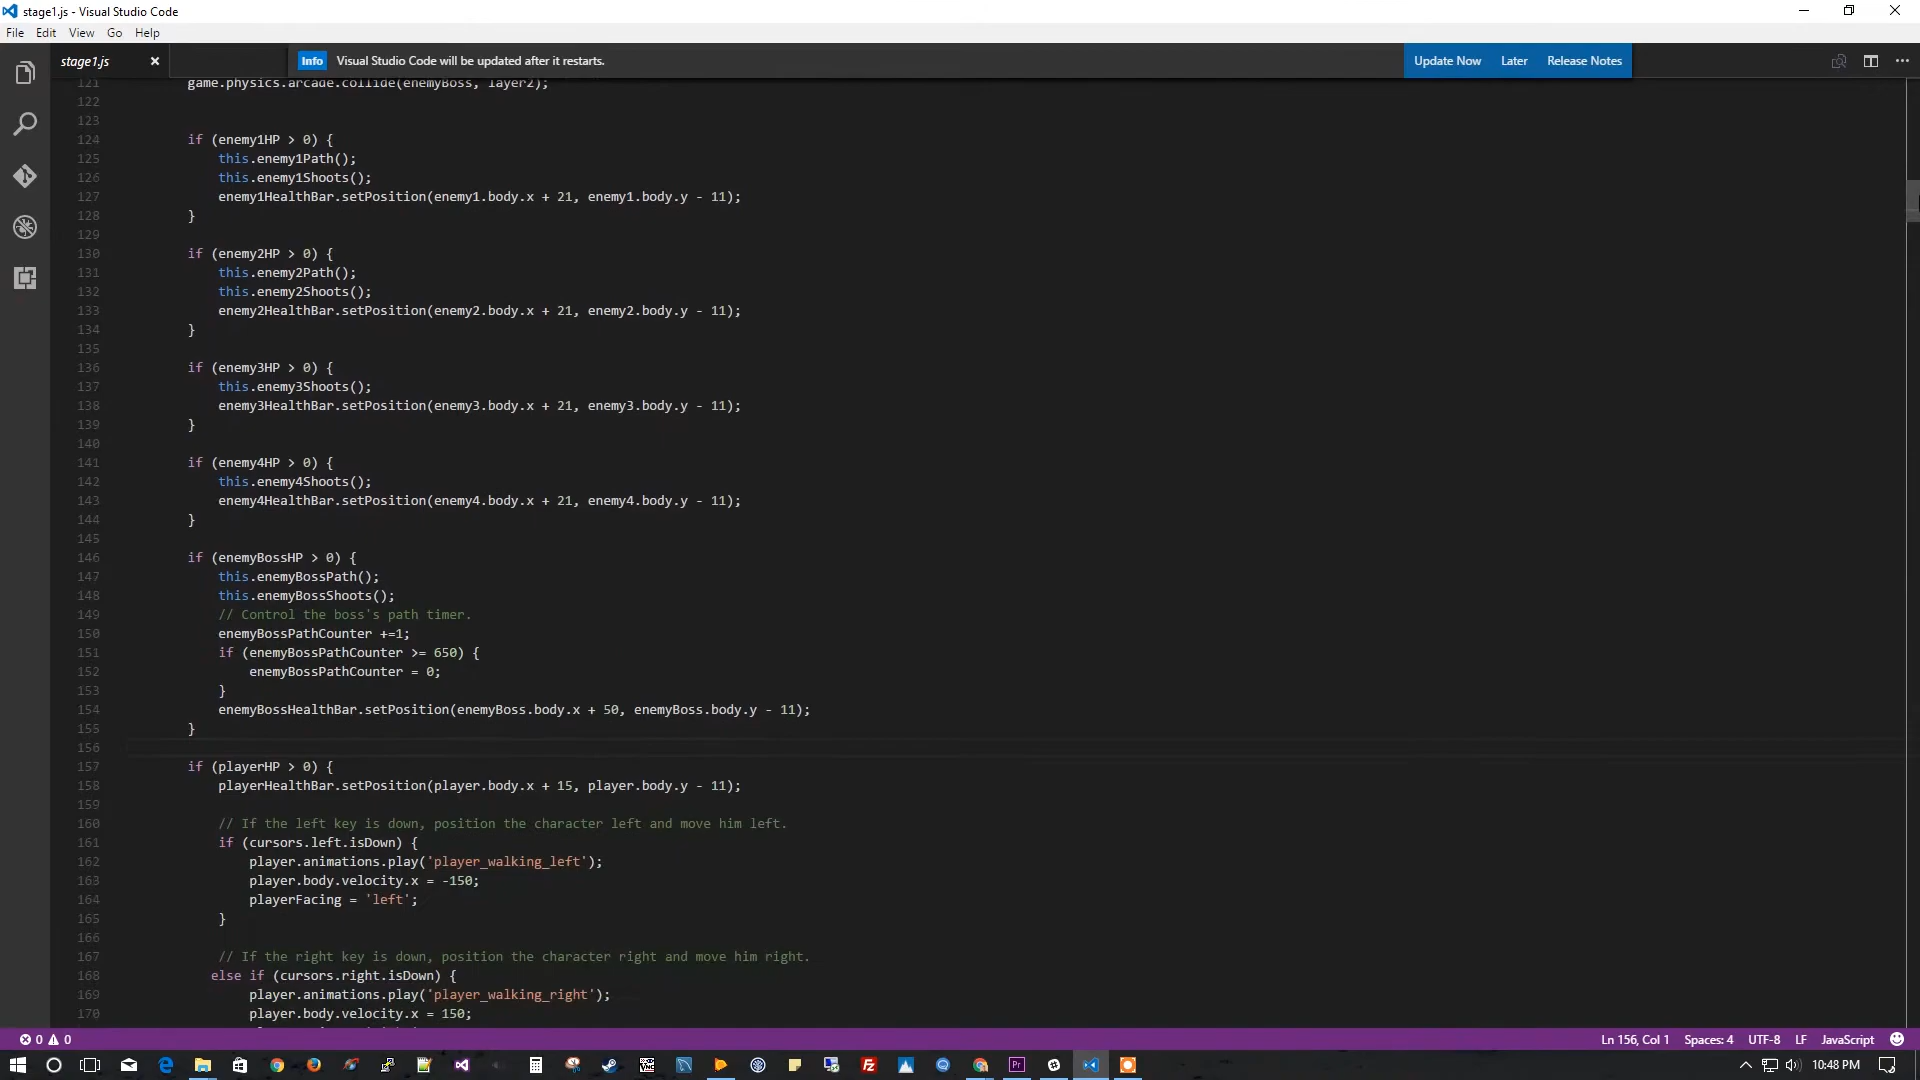 stage1.js - Visual Studio Code
File Edit View Go Help
stage1.js
Info Visual Studio Code will be updated after it restarts. Update Now Later Release Notes
121 game.physics.arcade.collide(enemyBoss, layer2);
122
123
124 if (enemy1HP > 0) {
125 this.enemy1Path();
126 this.enemy1Shoots();
127 enemy1HealthBar.setPosition(enemy1.body.x + 21, enemy1.body.y - 11);
128 }
129
130 if (enemy2HP > 0) {
131 this.enemy2Path();
132 this.enemy2Shoots();
133 enemy2HealthBar.setPosition(enemy2.body.x + 21, enemy2.body.y - 11);
134 }
135
136 if (enemy3HP > 0) {
137 this.enemy3Shoots();
138 enemy3HealthBar.setPosition(enemy3.body.x + 21, enemy3.body.y - 11);
139 }
140
141 if (enemy4HP > 0) {
142 this.enemy4Shoots();
143 enemy4HealthBar.setPosition(enemy4.body.x + 21, enemy4.body.y - 11);
144 }
145
146 if (enemyBossHP > 0) {
147 this.enemyBossPath();
148 this.enemyBossShoots();
149 // Control the boss's path timer.
150 enemyBossPathCounter +=1;
151 if (enemyBossPathCounter >= 650) {
152 enemyBossPathCounter = 0;
153 }
154 enemyBossHealthBar.setPosition(enemyBoss.body.x + 50, enemyBoss.body.y - 11);
155 }
156
157 if (playerHP > 0) {
158 playerHealthBar.setPosition(player.body.x + 15, player.body.y - 11);
159
160 // If the left key is down, position the character left and move him left.
161 if (cursors.left.isDown) {
162 player.animations.play('player_walking_left');
163 player.body.velocity.x = -150;
164 playerFacing = 'left';
165 }
166
167 // If the right key is down, position the character right and move him right.
168 else if (cursors.right.isDown) {
169 player.animations.play('player_walking_right');
170 player.body.velocity.x = 150;
0 0 Ln 156, Col 1 Spaces: 4 UTF-8 LF JavaScript
10:48 PM